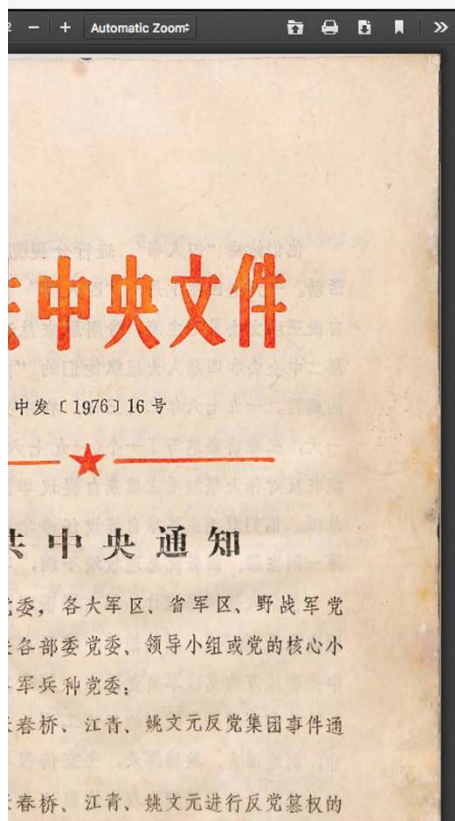 Automatic Zoom
中央文件
中发〔1976〕16号
共中央通知
党委，各大军区、省军区、野战军党
各部委党委、领导小组或党的核心小
军兵种党委：
春桥、江青、姚文元反党集团事件通
春桥、江青、姚文元进行反党篡权的